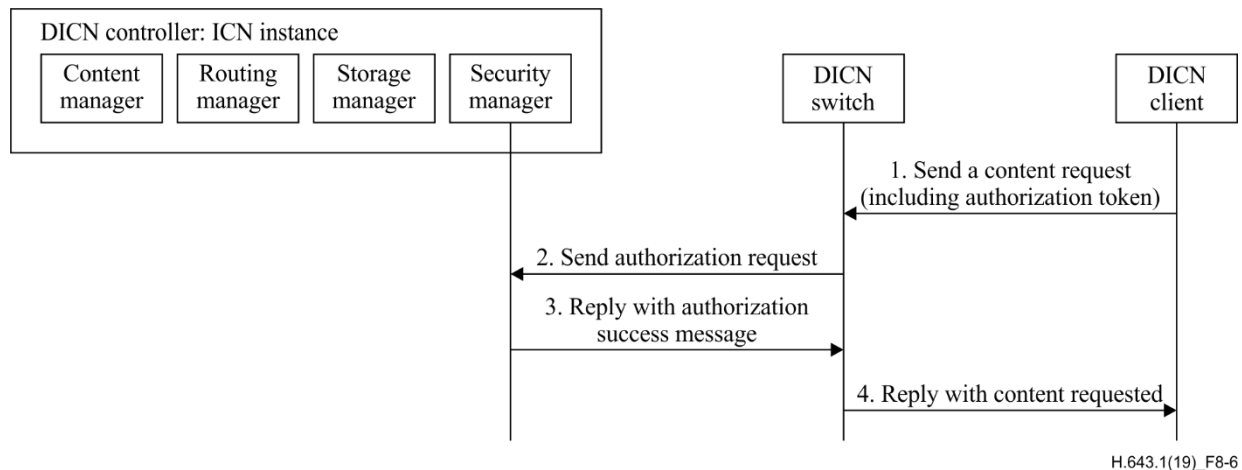 DICN controller: ICN instance
Content
manager
Routing
manager
Storage
manager
Security
manager
DICN
switch
DICN
client
1. Send a content request
(including authorization token)
2. Send authorization request
3. Reply with authorization
success message
4. Reply with content requested
H.643.1(19)_F8-6